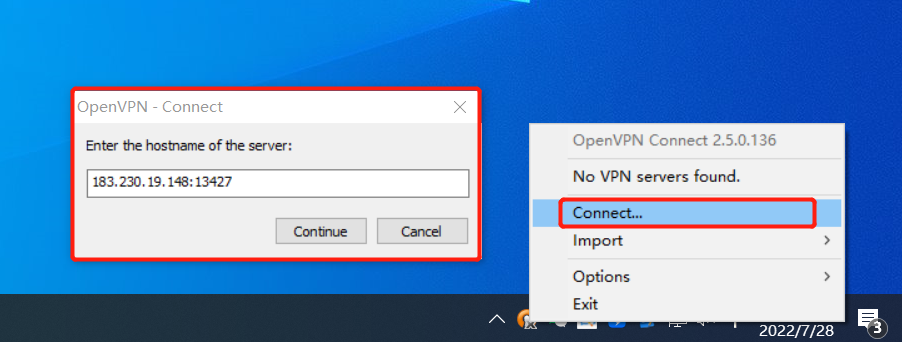 OpenVPN - Connect
Enter the hostname of the server:
183.230.19.148:13427
Continue
Cancel
OpenVPN Connect 2.5.0.136
No VPN servers found.
Connect...
Import
Options
Exit
2022/7/28
3